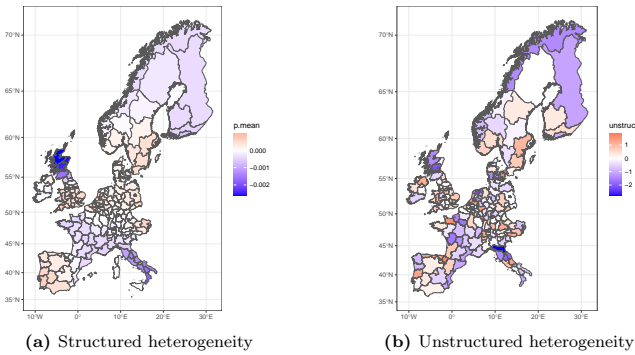 70°N
65°N
60°N
55°N
50°N
45°N
40°N
35°N
10°W 0° 10°E 20°E 30°E
p.mean
0.000
−0.001
−0.002
(a) Structured heterogeneity
70°N
65°N
60°N
55°N
50°N
45°N
40°N
35°N
10°W 0° 10°E 20°E 30°E
unstruc
1
0
−1
−2
(b) Unstructured heterogeneity